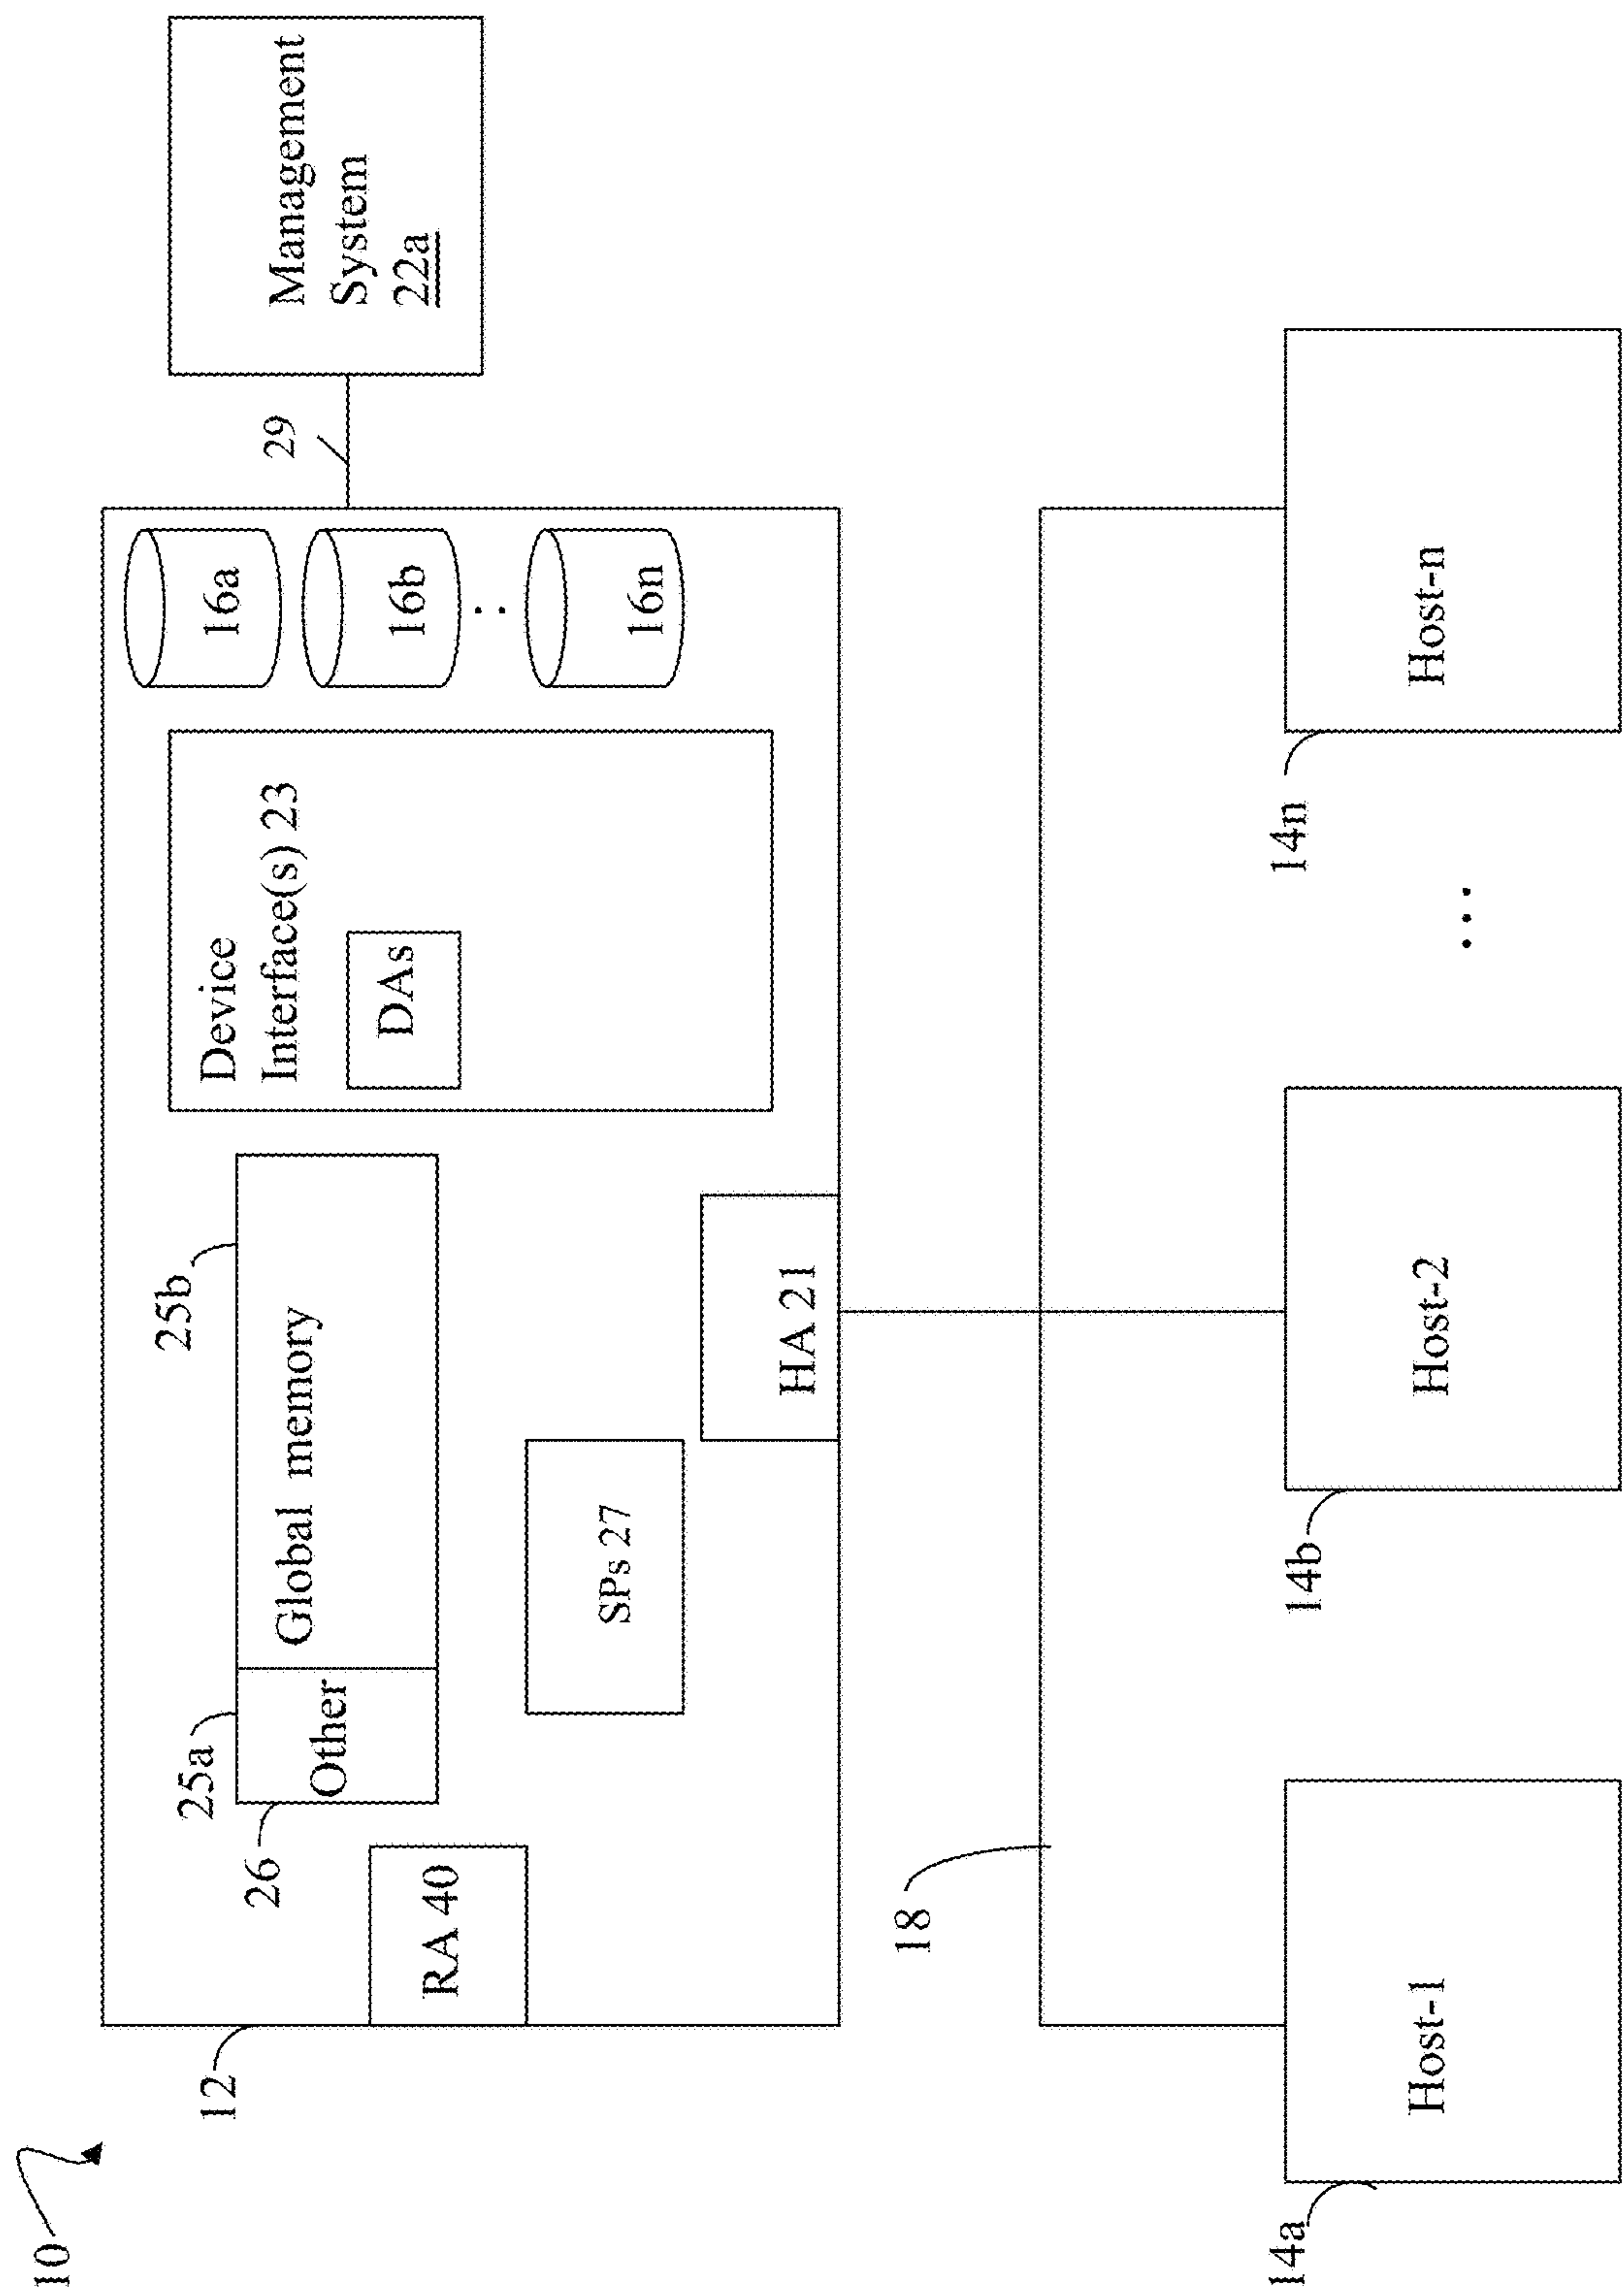 10
12
RA 40
26
25a
Other
Global memory
25b
SPs 27
HA 21
Device
Interface(s) 23
DAs
16a
16b
:
16n
29
Management
System
22a
18
14a
Host-1
14b
Host-2
...
14n
Host-n